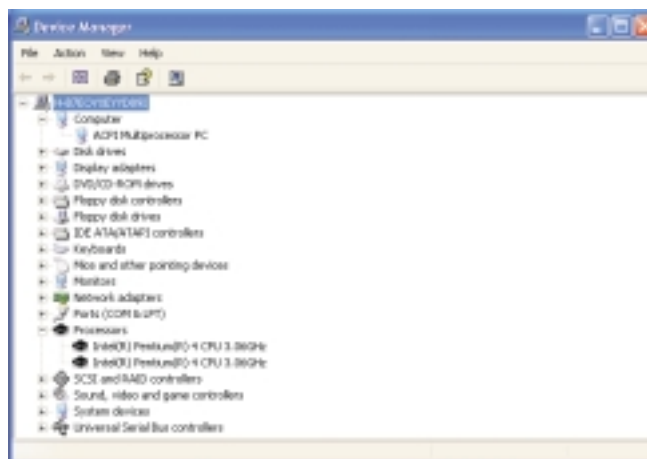 Device Manager
File Action View Help
Computer
ACPI Multiprocessor PC
Disk drives
Display adapters
DVD/CD-ROM drives
Floppy disk controllers
Floppy disk drives
IDE ATA/ATAPI controllers
Keyboards
Mice and other pointing devices
Monitors
Network adapters
Ports (COM & LPT)
Processors
Intel(R) Pentium(R) 4 CPU 3.06GHz
Intel(R) Pentium(R) 4 CPU 3.06GHz
SCSI and RAID controllers
Sound, video and game controllers
System devices
Universal Serial Bus controllers